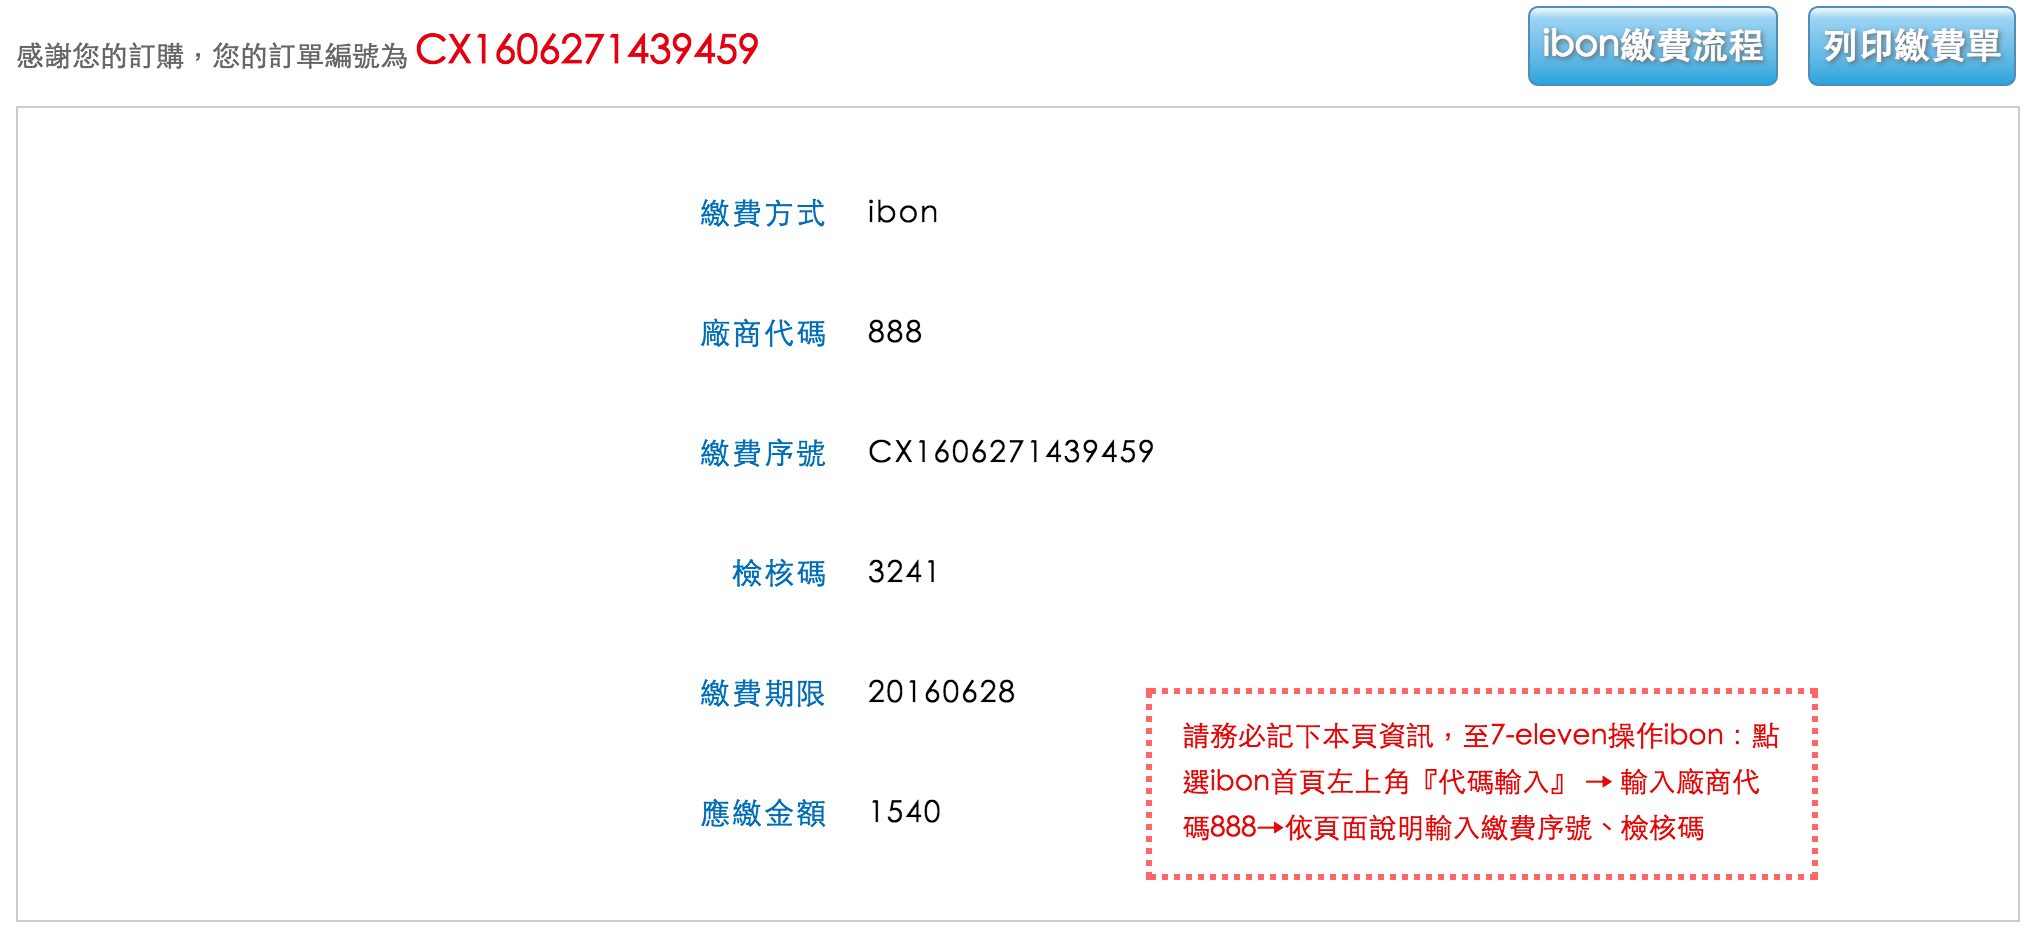 感謝您的訂購，您的訂單編號為 CX1606271439459
ibon繳費流程
列印繳費單
繳費方式 ibon
廠商代碼 888
繳費序號 CX1606271439459
檢核碼 3241
繳費期限 20160628
應繳金額 1540
請務必記下本頁資訊，至7-eleven操作ibon：點
選ibon首頁左上角『代碼輸入』 → 輸入廠商代
碼888→依頁面說明輸入繳費序號、檢核碼